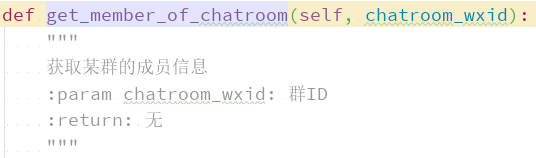 def get_member_of_chatroom(self, chatroom_wxid):
"""
获取某群的成员信息
:param chatroom_wxid: 群ID
:return: 无
"""